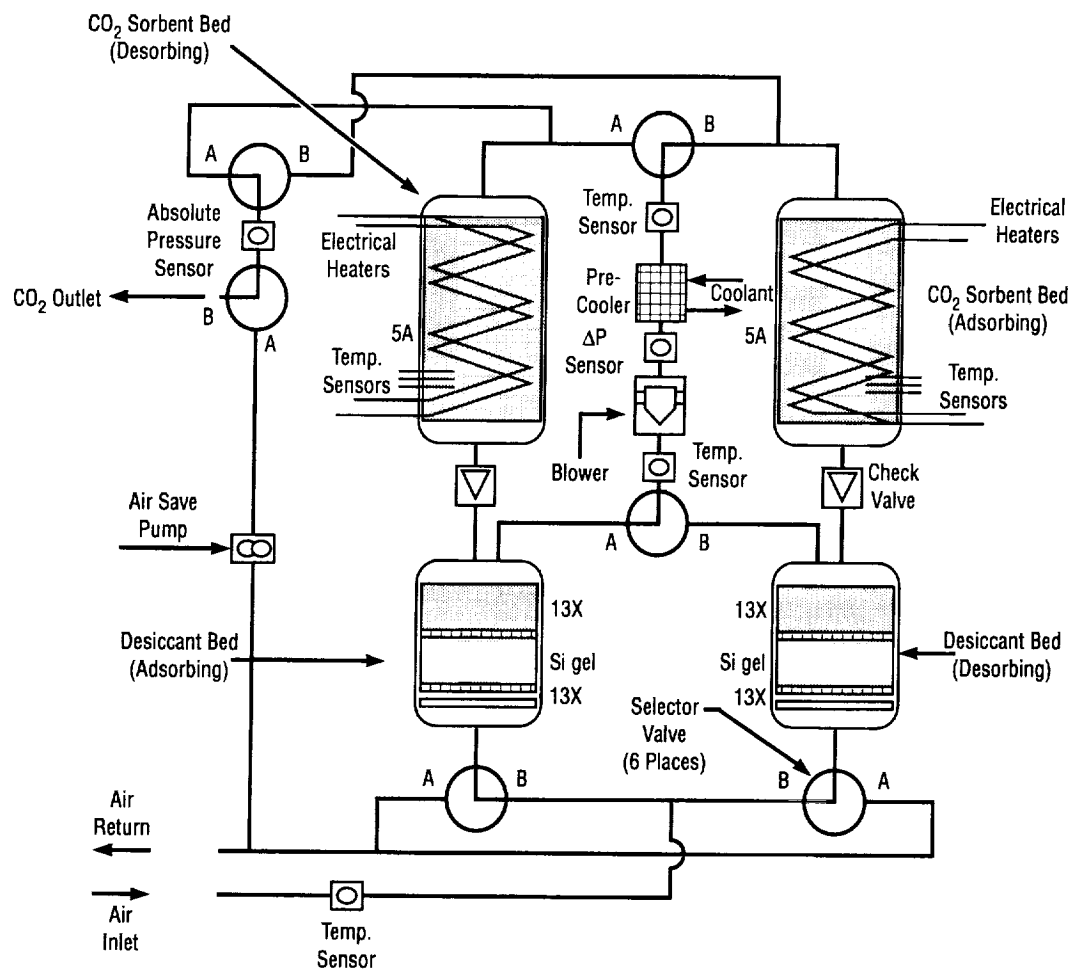 CO₂ Sorbent Bed
(Desorbing)
A
B
A
B
Absolute
Pressure
Sensor
Temp.
Sensor
Electrical
Heaters
Electrical
Heaters
CO₂ Outlet
B
A
Pre-
Cooler
Coolant
5A
ΔP
Sensor
5A
CO₂ Sorbent Bed
(Adsorbing)
Temp.
Sensors
Temp.
Sensors
Blower
Temp.
Sensor
Check
Valve
Air Save
Pump
A
B
13X
13X
Desiccant Bed
(Adsorbing)
Si gel
Si gel
Desiccant Bed
(Desorbing)
13X
13X
Selector
Valve
(6 Places)
A
B
B
A
Air
Return
Air
Inlet
Temp.
Sensor